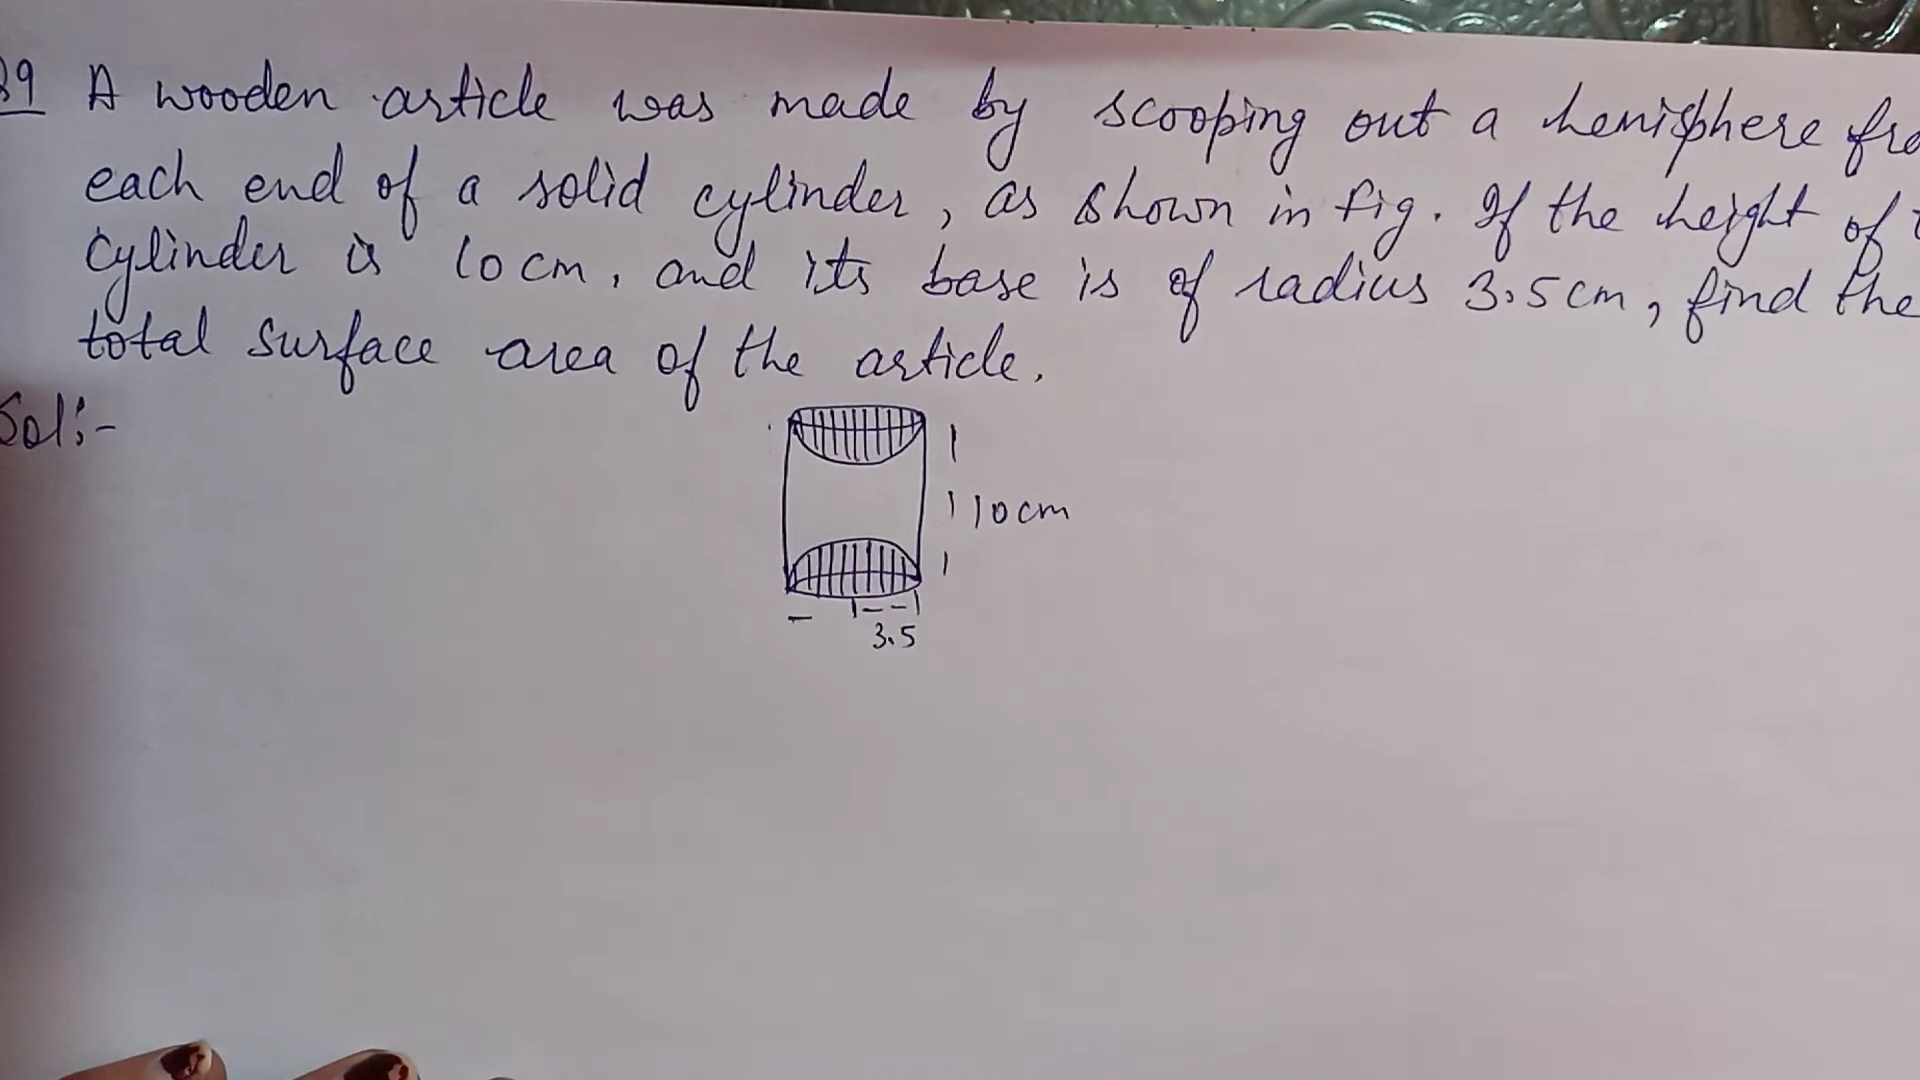 39 A wooden article was made by scooping out a hemisphere
each end of a solid cylinder, as shown in fig. If the height of
cylinder is 10 cm, and its base is of radius 3.5 cm, find the
total surface area of the article.
Sol:-
10 cm
3.5